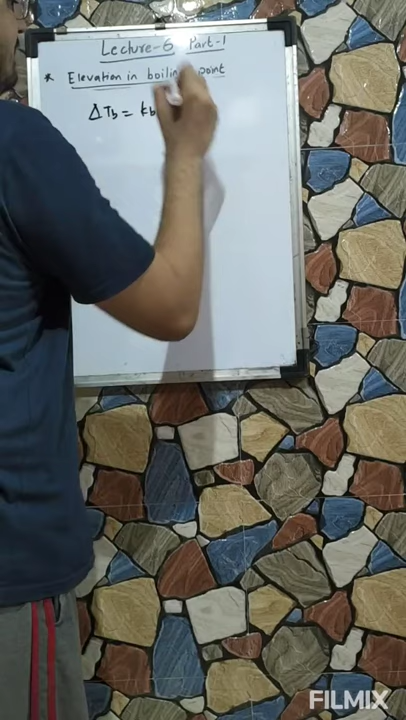 Lecture-6 Part-1
* Elevation in boiling point
ΔTb = kb
FILMIX